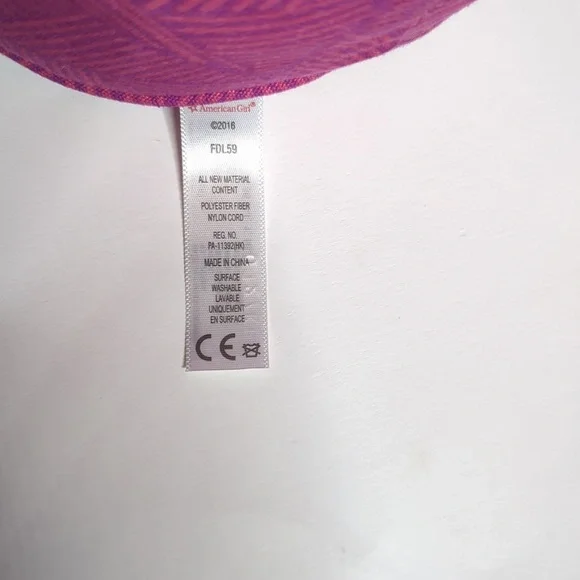 American Girl®
©2016
FDL59
ALL NEW MATERIAL
CONTENT
POLYESTER FIBER
NYLON CORD
REG. NO.
PA-11392(HK)
MADE IN CHINA
SURFACE
WASHABLE
LAVABLE
UNIQUEMENT
EN SURFACE
CE